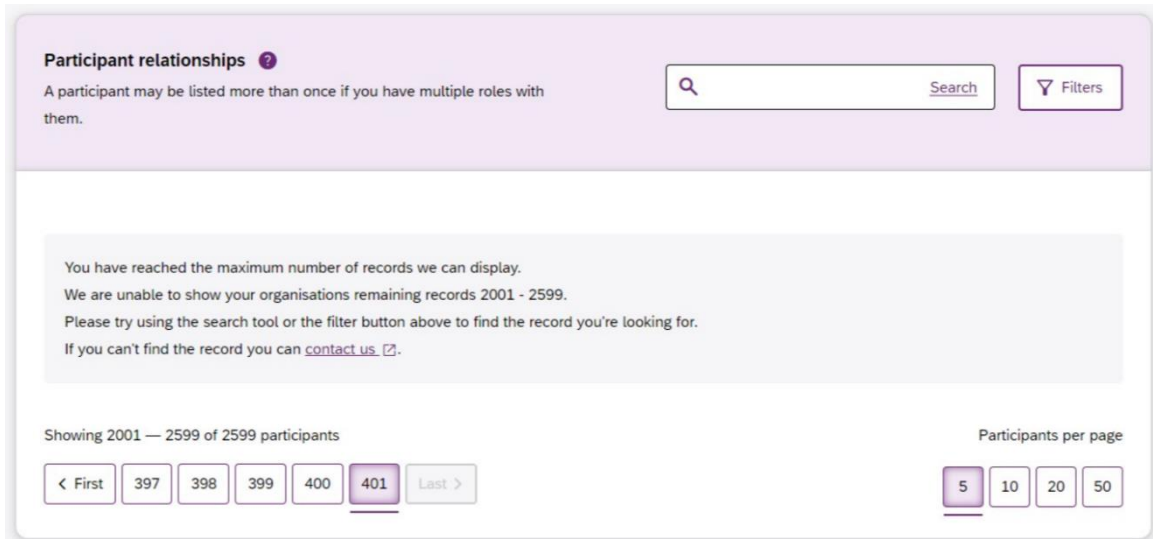 Participant relationships ?
A participant may be listed more than once if you have multiple roles with
them.
Search
Filters
You have reached the maximum number of records we can display.
We are unable to show your organisations remaining records 2001 - 2599.
Please try using the search tool or the filter button above to find the record you're looking for.
If you can't find the record you can contact us.
Showing 2001 — 2599 of 2599 participants
Participants per page
< First 397 398 399 400 401 Last >
5 10 20 50